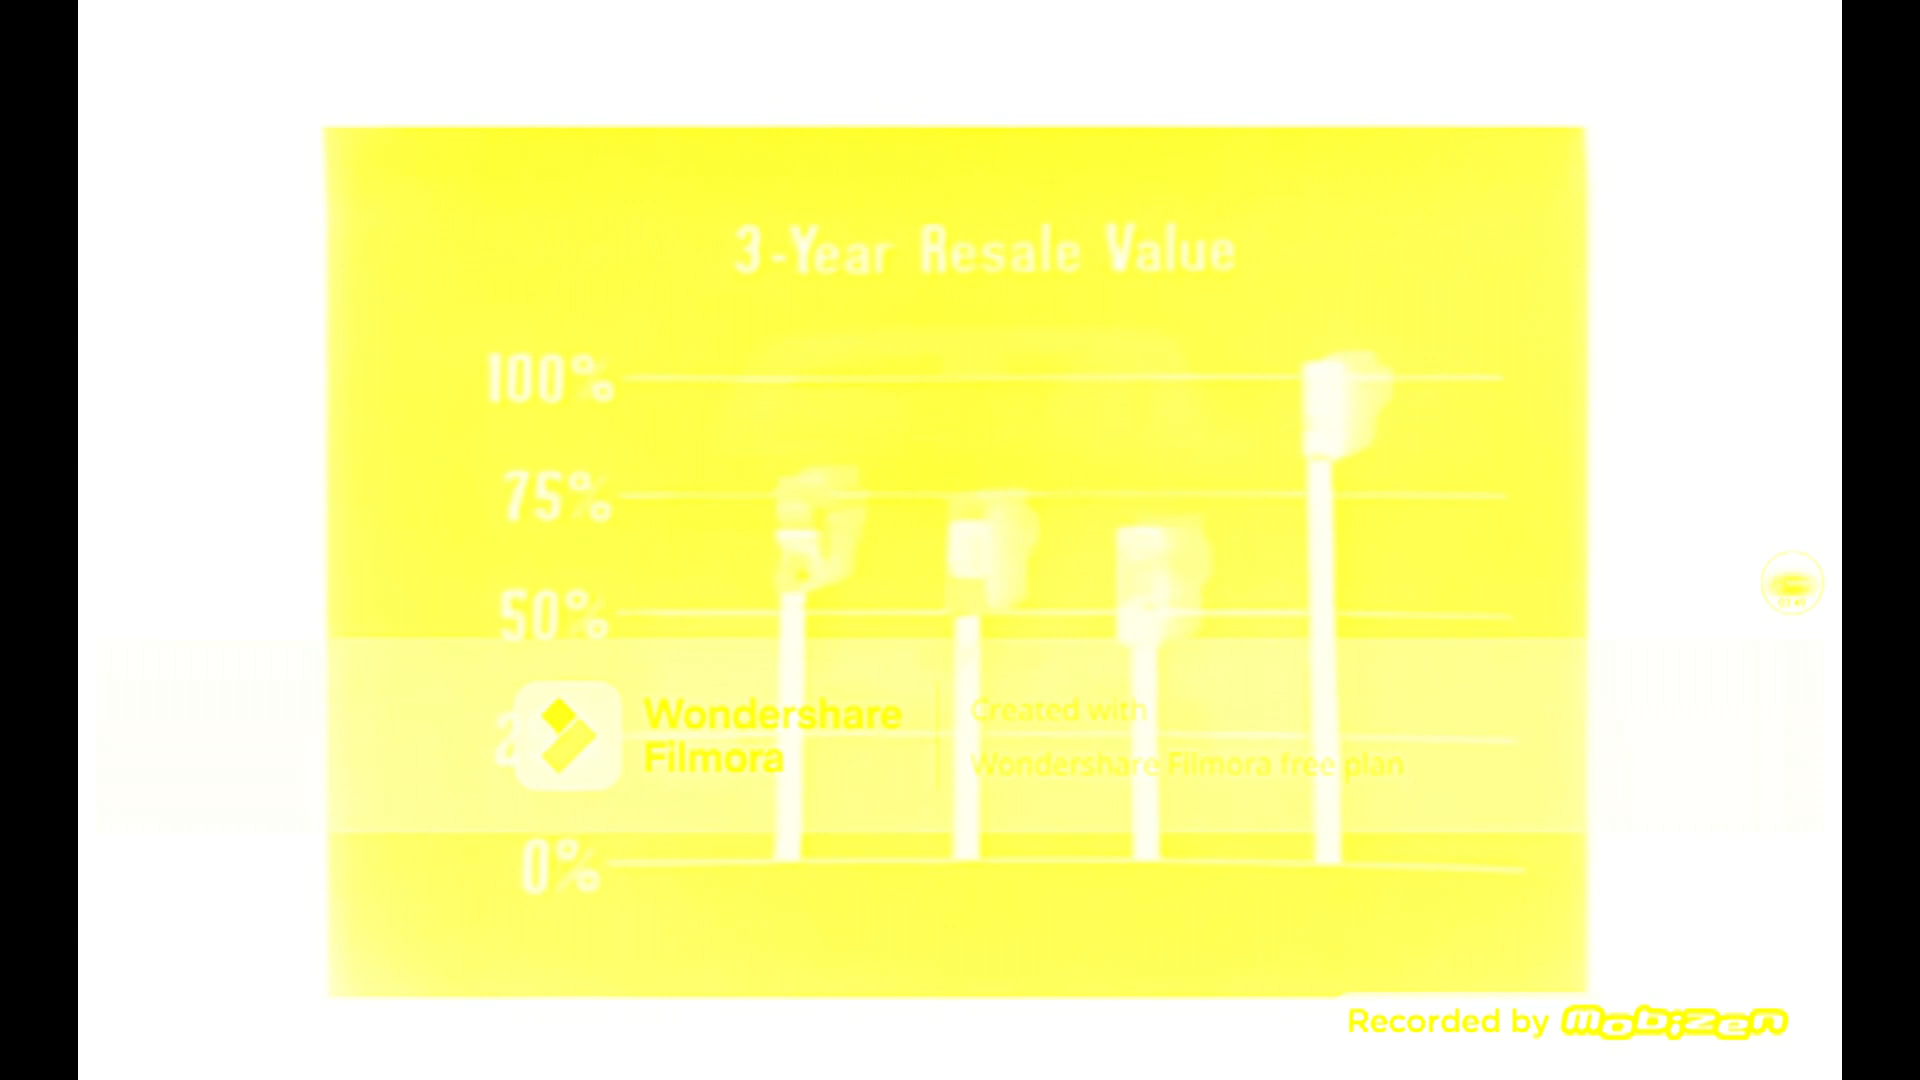 3-Year Resale Value
100%
75%
50%
2
Wondershare
Filmora
Created with
Wondershare Filmora free plan
0%
Recorded by mobizen